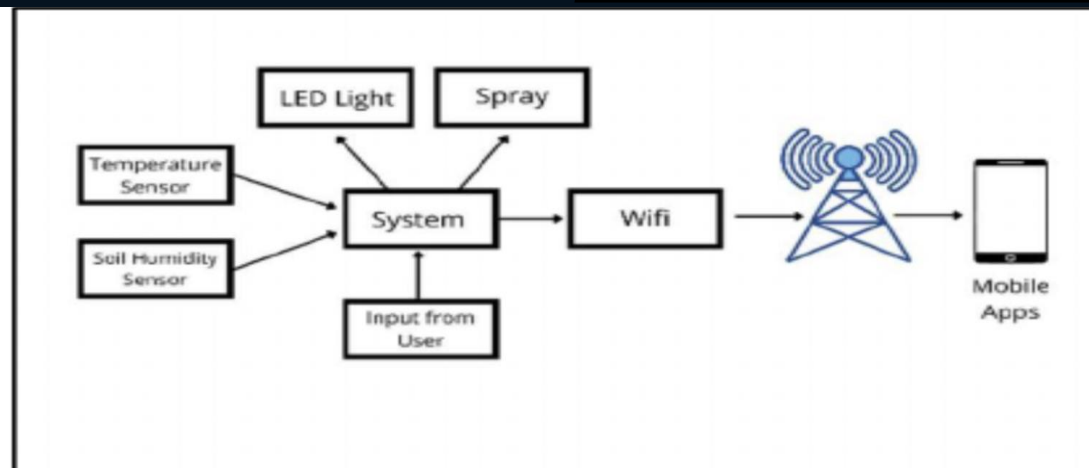 LED Light
Spray
Temperature
Sensor
System
Wifi
Soil Humidity
Sensor
Input from
User
Mobile
Apps